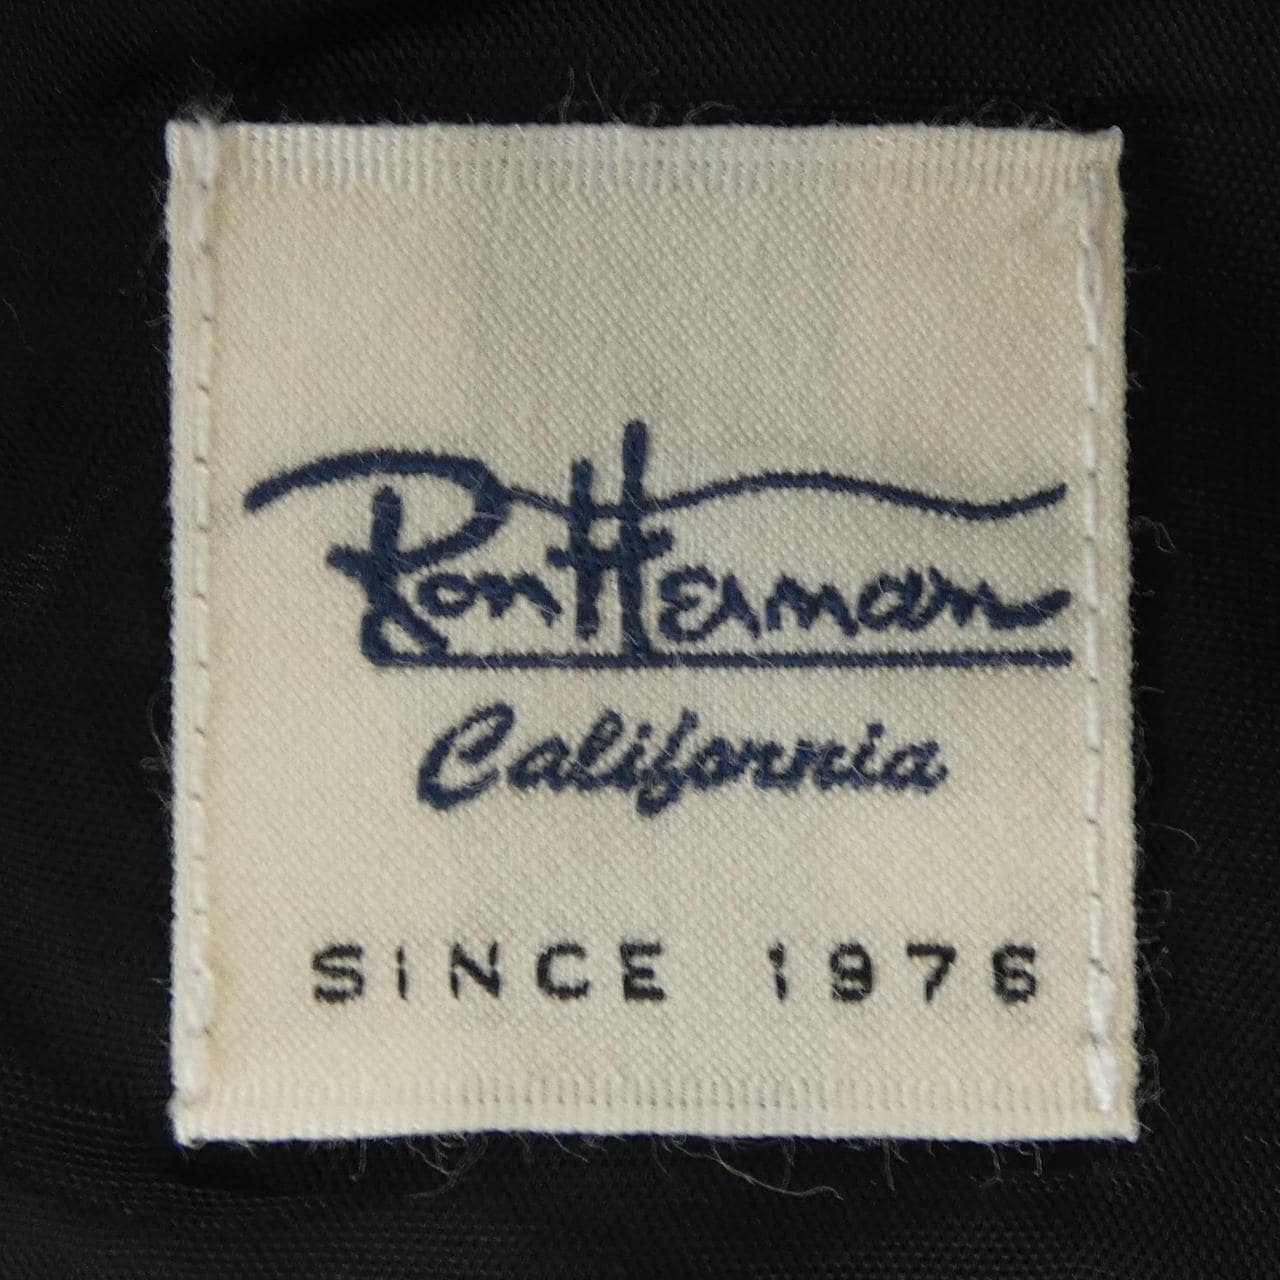 Ron Herman
California
SINCE 1976